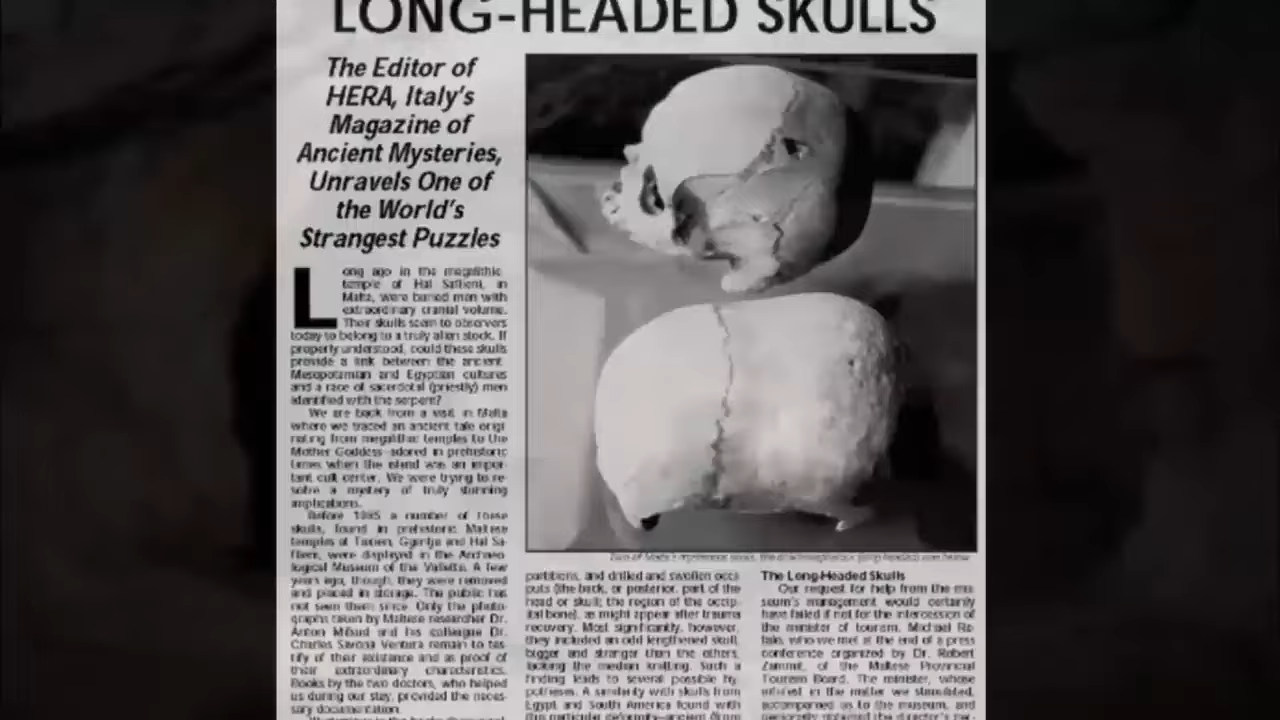 LONG-HEADED SKULLS
The Editor of
HERA, Italy's
Magazine of
Ancient Mysteries,
Unravels One of
the World's
Strangest Puzzles
Long ago in the megalithic
temple of Hal Saflieni, in
Malta, were buried men with
extraordinary cranial volume.
Their skulls seem to observers
today to belong to a truly alien stock. If
properly understood, could these skulls
provide a link between the ancient
Mesopotamian and Egyptian cultures
and a race of sacerdotal (priestly) men
identified with the serpent?
We are back from a visit in Malta
where we traced an ancient tale origi-
nating from megalithic temples to the
Mother Goddess adored in prehistoric
times when the island was an impor-
tant cult center. We were trying to re-
solve a mystery of truly stunning
implications.
Before 1985 a number of these
skulls, found in prehistoric Maltese
temples at Taxien, Ggantja and Hal Sa-
flieni, were displayed in the Archaeo-
logical Museum of the Valletta. A few
years ago, though, they were removed
and placed in storage. The public has
not seen them since. Only the photo-
graphs taken by Maltese researcher Dr.
Anton Mifsud and his colleague Dr.
Charles Savona Ventura remain to tes-
tify of their existence and as proof of
their extraordinary characteristics.
Books by the two doctors, who helped
us during our stay, provided the neces-
sary documentation.
partitions, and drilled and swollen occi-
puts (the back, or posterior, part of the
head or skull; the region of the occip-
ital bone), as might appear after trauma
recovery. Most significantly, however,
they included an odd lengthened skull,
bigger and stranger than the others,
lacking the median knitting. Such a
finding leads to several possible hy-
potheses. A similarity with skulls from
Egypt and South America found with
this particular deformity
The Long-Headed Skulls
Our request for help from the mu-
seum's management would certainly
have failed if not for the intercession of
the minister of tourism, Michael Re-
falo, who we met at the end of a press
conference organized by Dr. Robert
Zammit, of the Maltese Provincial
Tourism Board. The minister, whose
interest in the matter we stimulated,
accompanied us to the museum, and
personally obtained the director's per-